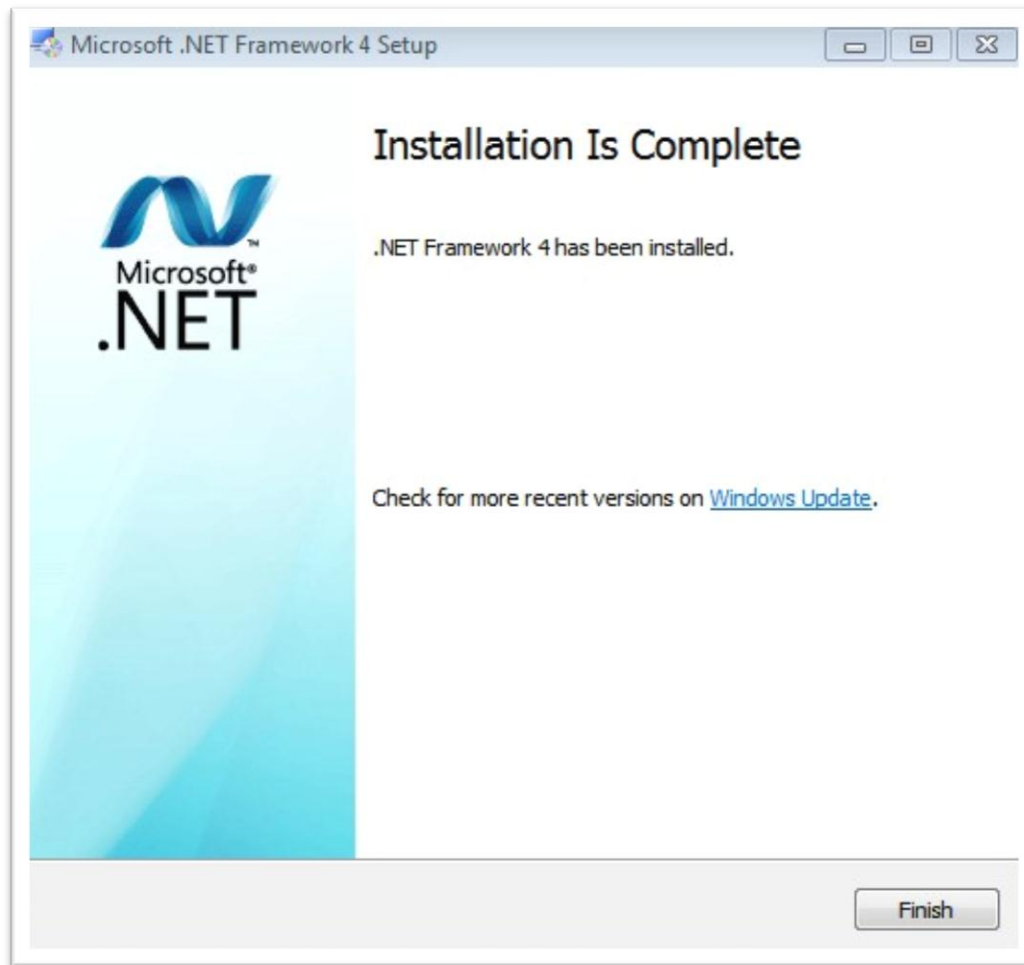 Microsoft .NET Framework 4 Setup
Installation Is Complete
Microsoft®
.NET
TM
.NET Framework 4 has been installed.
Check for more recent versions on Windows Update.
Finish